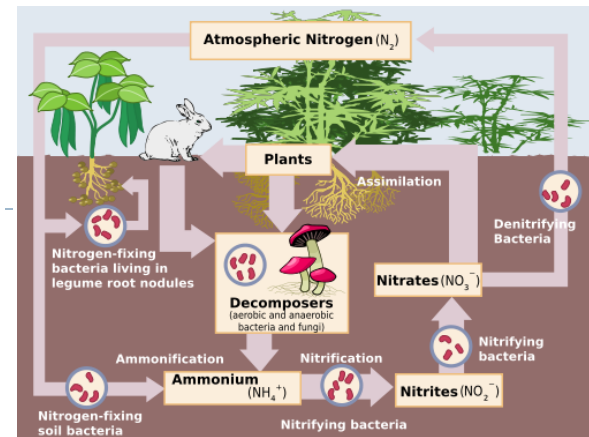 Atmospheric Nitrogen (N₂)
Plants
Assimilation
Denitrifying
Bacteria
Nitrogen-fixing
bacteria living in
legume root nodules
Decomposers
(aerobic and anaerobic
bacteria and fungi)
Nitrates (NO₃⁻)
Nitrifying
bacteria
Ammonification
Nitrification
Ammonium
(NH₄⁺)
Nitrites (NO₂⁻)
Nitrogen-fixing
soil bacteria
Nitrifying bacteria